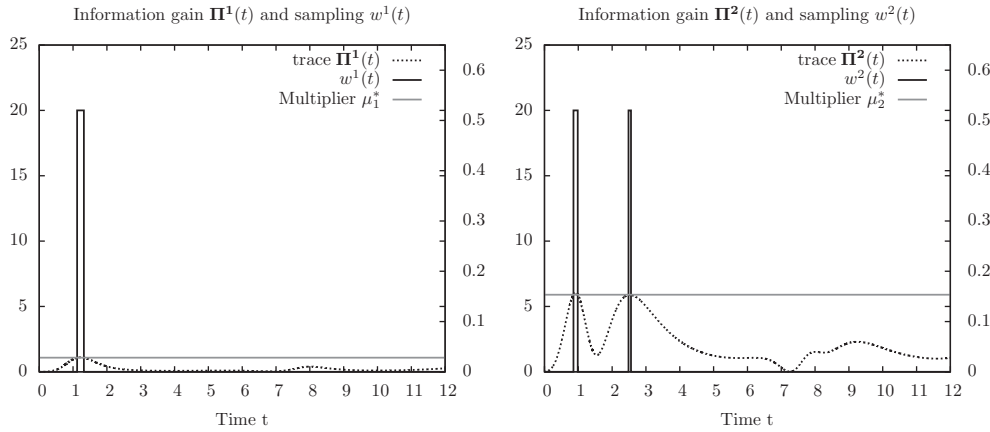 Information gain Π¹(t) and sampling w¹(t)
25
20
15
10
5
0
0.6
0.5
0.4
0.3
0.2
0.1
0
trace Π¹(t)
w¹(t)
Multiplier μ₁*
0 1 2 3 4 5 6 7 8 9 10 11 12
Time t
Information gain Π²(t) and sampling w²(t)
25
20
15
10
5
0
0.6
0.5
0.4
0.3
0.2
0.1
0
trace Π²(t)
w²(t)
Multiplier μ₂*
0 1 2 3 4 5 6 7 8 9 10 11 12
Time t